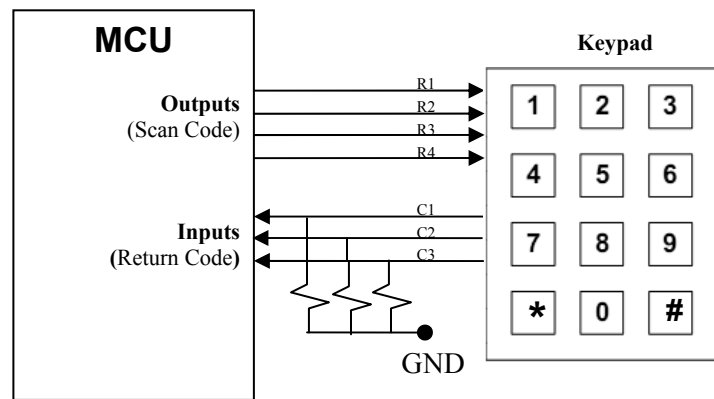 MCU
Keypad
Outputs
(Scan Code)
R1
R2
R3
R4
Inputs
(Return Code)
C1
C2
C3
GND
1 2 3
4 5 6
7 8 9
* 0 #